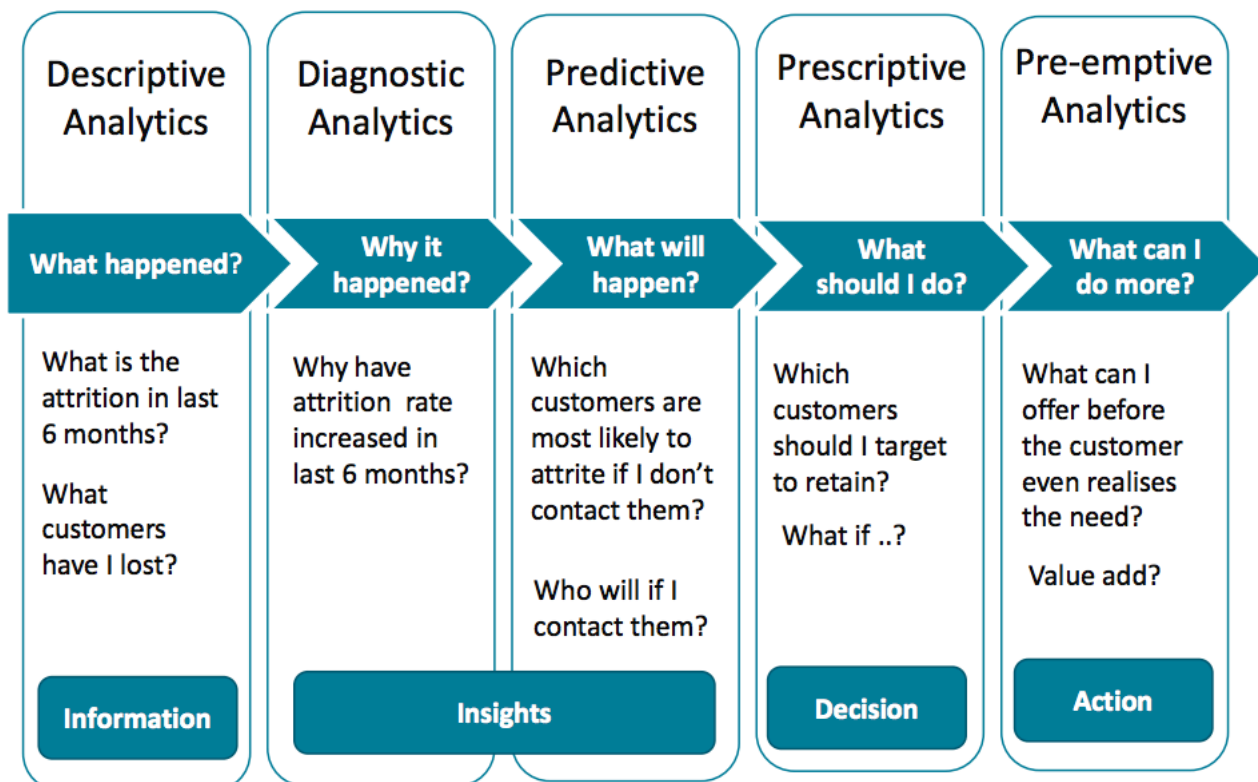 Descriptive
Analytics
What happened?
What is the
attrition in last
6 months?
What
customers
have I lost?
Information
Diagnostic
Analytics
Why it
happened?
Why have
attrition rate
increased in
last 6 months?
Predictive
Analytics
What will
happen?
Which
customers are
most likely to
attrite if I don't
contact them?
Who will if I
contact them?
Insights
Prescriptive
Analytics
What
should I do?
Which
customers
should I target
to retain?
What if ..?
Decision
Pre-emptive
Analytics
What can I
do more?
What can I
offer before
the customer
even realises
the need?
Value add?
Action